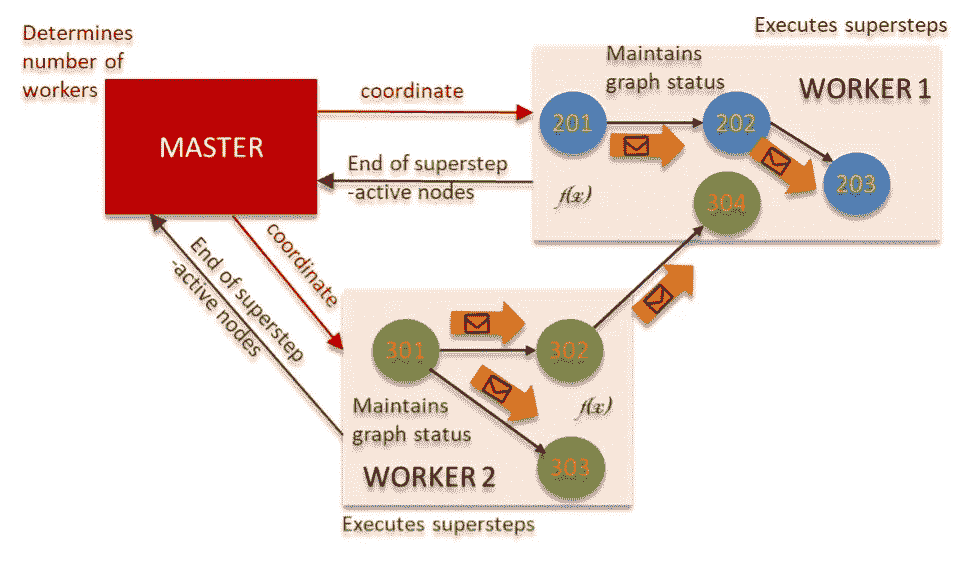 Determines
number of
workers
MASTER
coordinate
End of superstep
-active nodes
coordinate
End of superstep
-active nodes
Executes supersteps
Maintains
graph status
WORKER 1
201
202
203
304
f(x)
301
302
303
f(x)
Maintains
graph status
WORKER 2
Executes supersteps